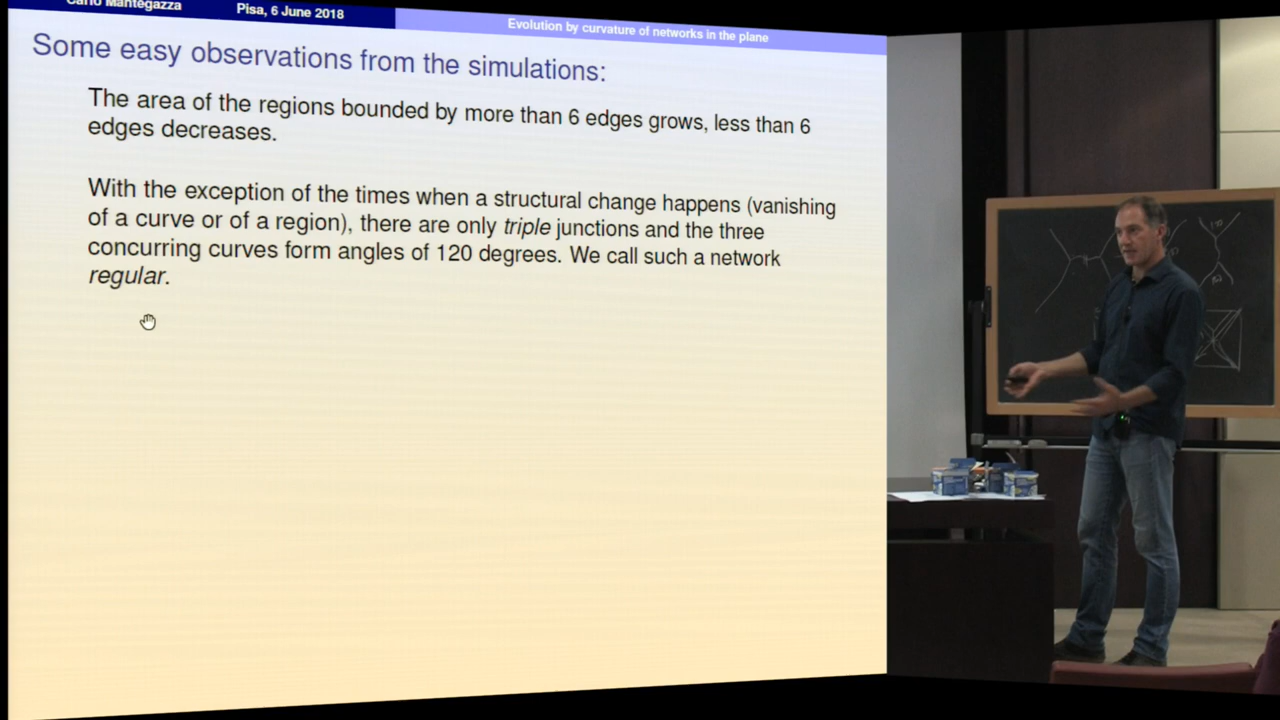 Carlo Mantegazza
Pisa, 6 June 2018
Evolution by curvature of networks in the plane
Some easy observations from the simulations:
The area of the regions bounded by more than 6 edges grows, less than 6
edges decreases.
With the exception of the times when a structural change happens (vanishing
of a curve or of a region), there are only triple junctions and the three
concurring curves form angles of 120 degrees. We call such a network
regular.